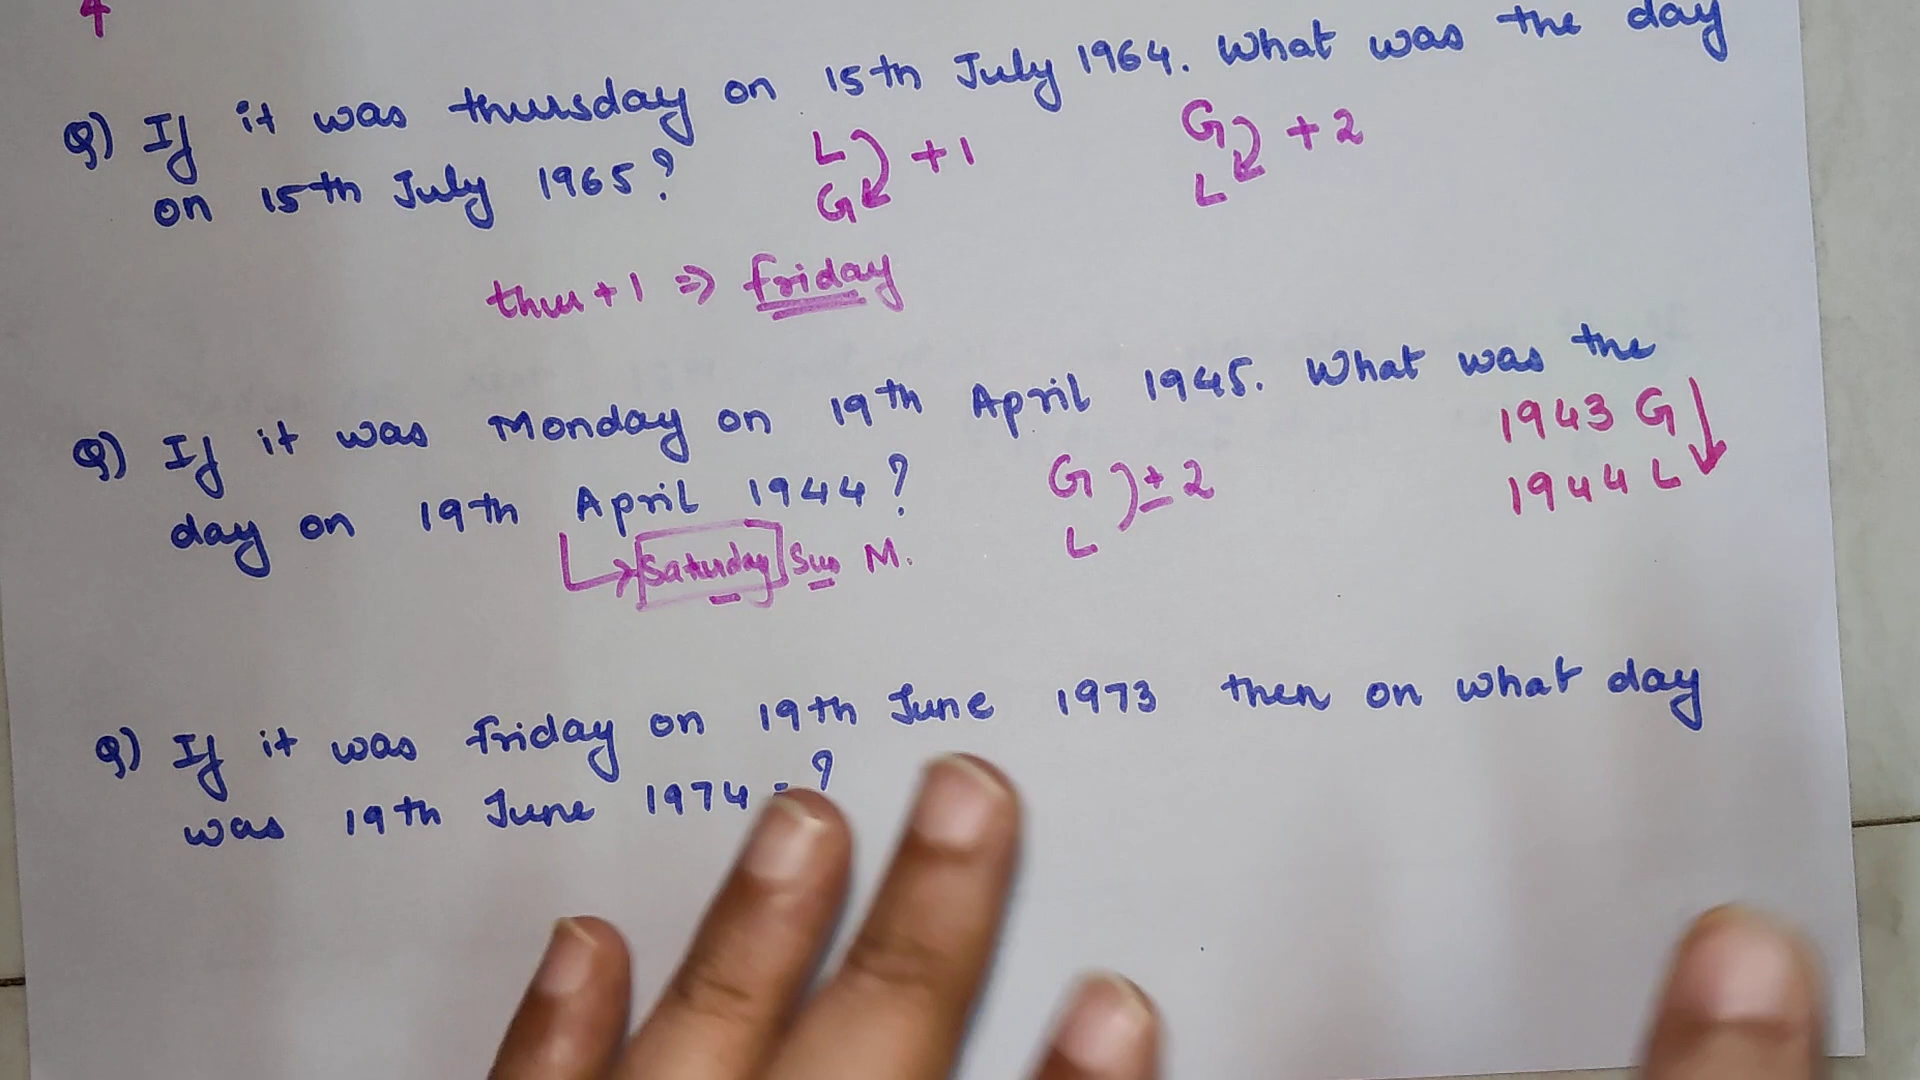 4
Q) If it was thursday on 15th July 1964. What was the day
on 15th July 1965?
L
G
+1
G
L
+2
thu+1 ⇒ friday
Q) If it was Monday on 19th April 1945. What was the
day on 19th April 1944?
G
L
±2
1943 G
1944 L
Saturday Sun M.
Q) If it was friday on 19th June 1973 then on what day
was 19th June 1974 = ?